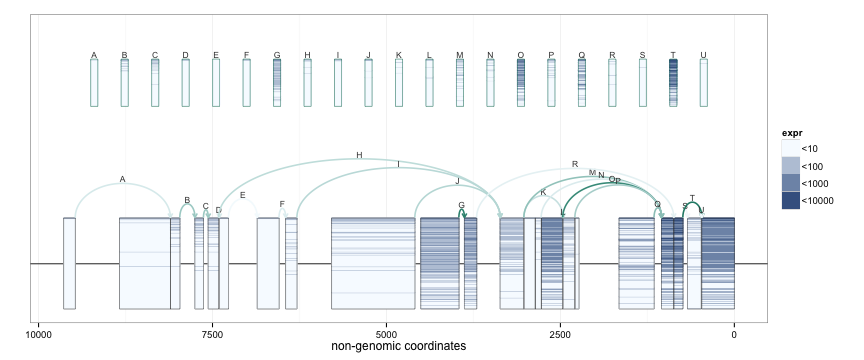 A B C D E F G H I J K L M N O P Q R S T U
expr
<10
<100
<1000
<10000
H
I
R
M N O P
A
J
E
K
B
C
D
F
G
L
Q
S
T
U
10000 7500 5000 2500 0
non-genomic coordinates